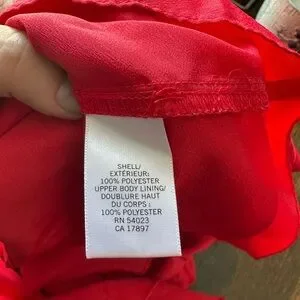 SHELL/
EXTÉRIEUR:
100% POLYESTER
UPPER BODY LINING/
DOUBLURE HAUT
DU CORPS :
100% POLYESTER
RN 54023
CA 17897